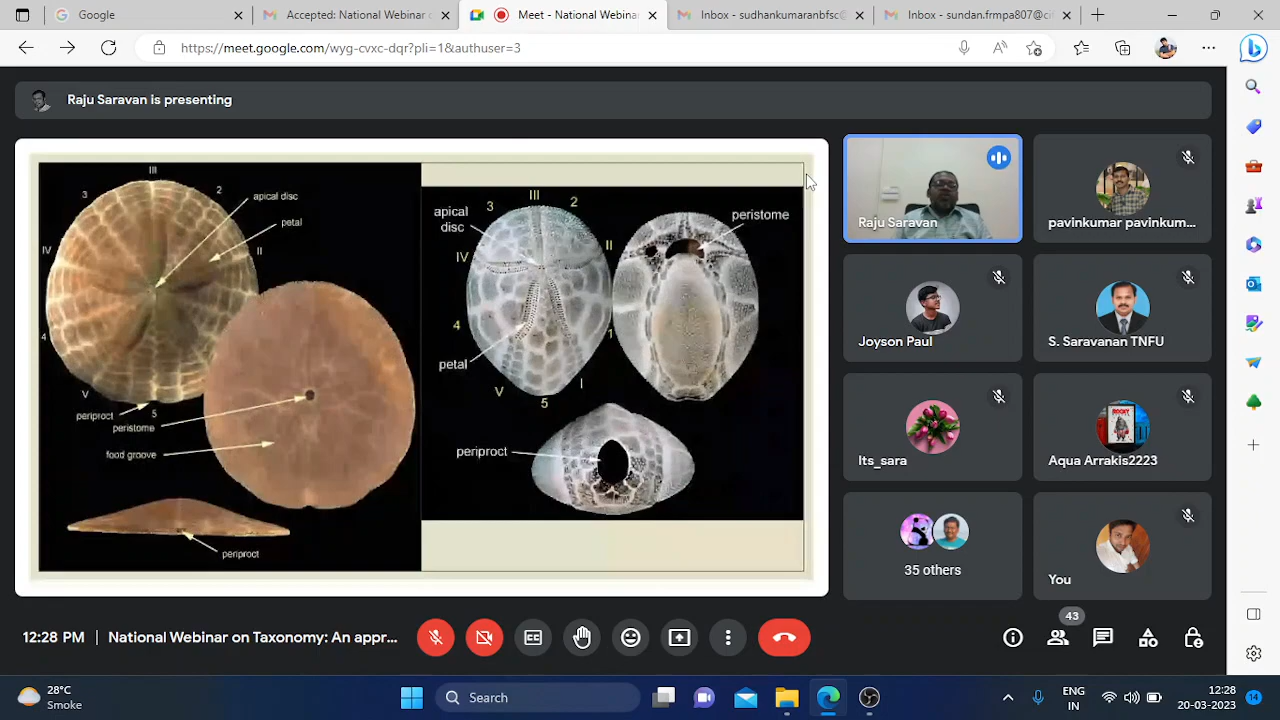 Google
Accepted: National Webinar c
Meet - National Webinar
Inbox - sudhankumaranbfsc@
Inbox - sundan.frmpa807@ci
https://meet.google.com/wyg-cvxc-dqr?pli=1&authuser=3
Raju Saravan is presenting
III
3
2
apical disc
petal
IV
II
4
V
5
periproct
peristome
food groove
periproct
III
3
2
apical
disc
peristome
IV
II
4
1
petal
V
I
5
periproct
Raju Saravan
pavinkumar pavinkum...
Joyson Paul
S. Saravanan TNFU
Its_sara
Aqua Arrakis2223
35 others
You
12:28 PM | National Webinar on Taxonomy: An appr...
43
28°C
Smoke
Search
ENG
IN
12:28
20-03-2023
14